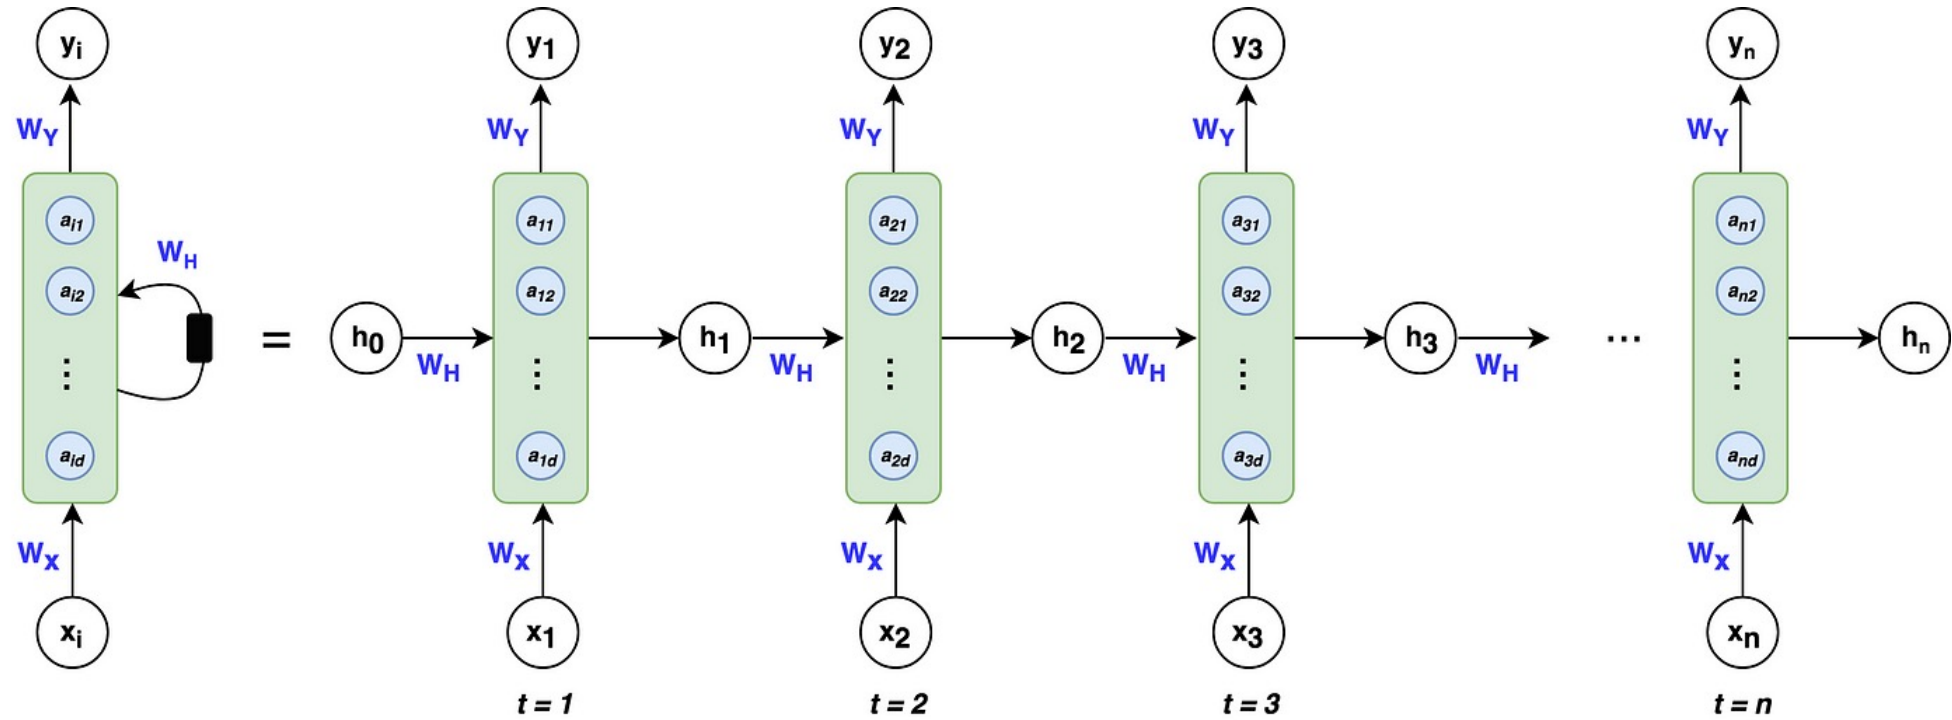 yi y1 y2 y3 yn
WY WY WY WY WY
ai1 a11 a21 a31 an1
WH
ai2 a12 a22 a32 an2
= h0 h1 h2 h3 ... hn
WH WH WH WH
⋮ ⋮ ⋮ ⋮ ⋮
aid a1d a2d a3d and
WX WX WX WX WX
xi x1 x2 x3 xn
t = 1 t = 2 t = 3 t = n